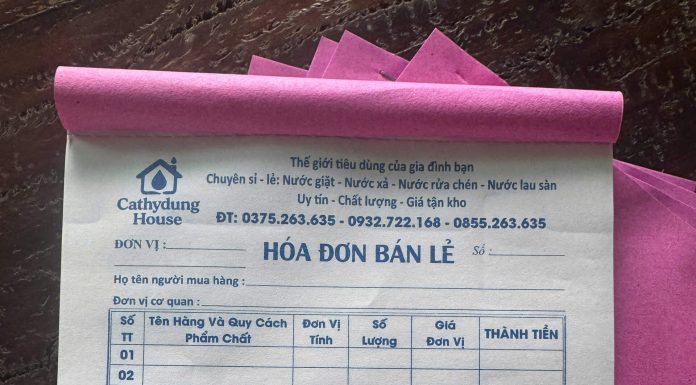 Thế giới tiêu dùng của gia đình bạn
Chuyên sỉ - lẻ: Nước giặt - Nước xả - Nước rửa chén - Nước lau sàn
Uy tín - Chất lượng - Giá tận kho
Cathydung
House
ĐT: 0375.263.635 - 0932.722.168 - 0855.263.635
ĐƠN VỊ :
HÓA ĐƠN BÁN LẺ
Số :
Họ tên người mua hàng :
Đơn vị cơ quan :
Số TT
Tên Hàng Và Quy Cách Phẩm Chất
Đơn Vị Tính
Số Lượng
Giá Đơn Vị
THÀNH TIỀN
01
02